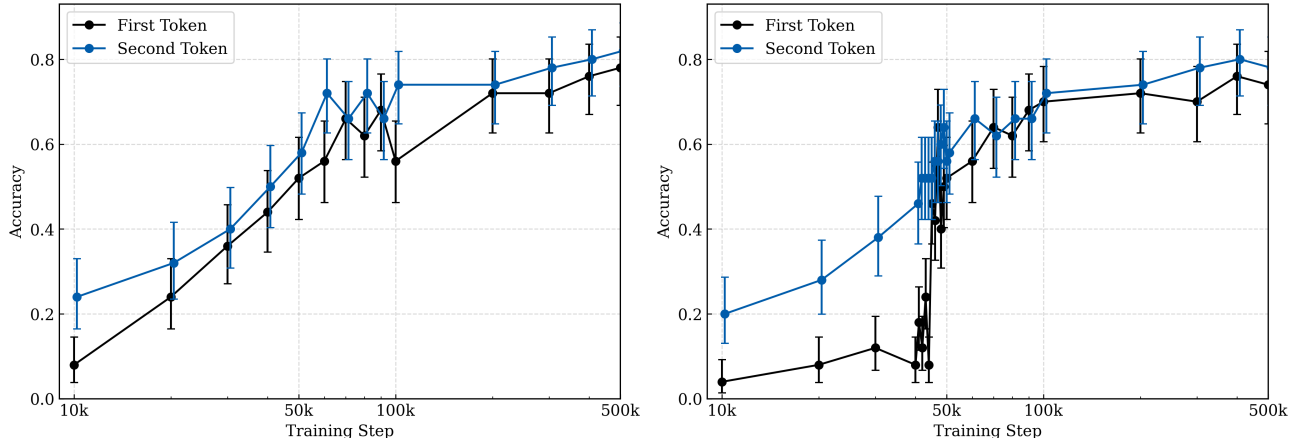 First Token
Second Token
Accuracy
0.8
0.6
0.4
0.2
0.0
10k 50k 100k 500k
Training Step
First Token
Second Token
Accuracy
0.8
0.6
0.4
0.2
0.0
10k 50k 100k 500k
Training Step